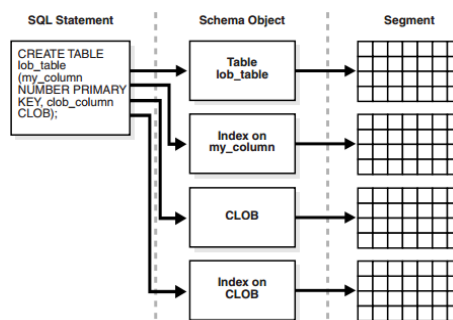 SQL Statement
Schema Object
Segment
CREATE TABLE
lob_table
(my_column
NUMBER PRIMARY
KEY, clob_column
CLOB);
Table
lob_table
Index on
my_column
CLOB
Index on
CLOB